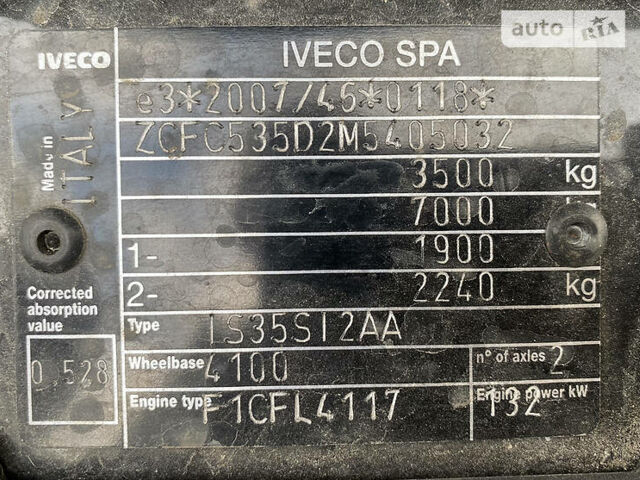 auto RIA
IVECO IVECO SPA
e3*2007/46*0118*
ZCFC535D2M5405032
Made in ITALY
3500 kg
7000
1- 1900
2- 2240 kg
Corrected absorption value
0,528
Type IS35SI2AA
Wheelbase 4100 n° of axles 2
Engine type F1CFL4117 Engine power kW 132